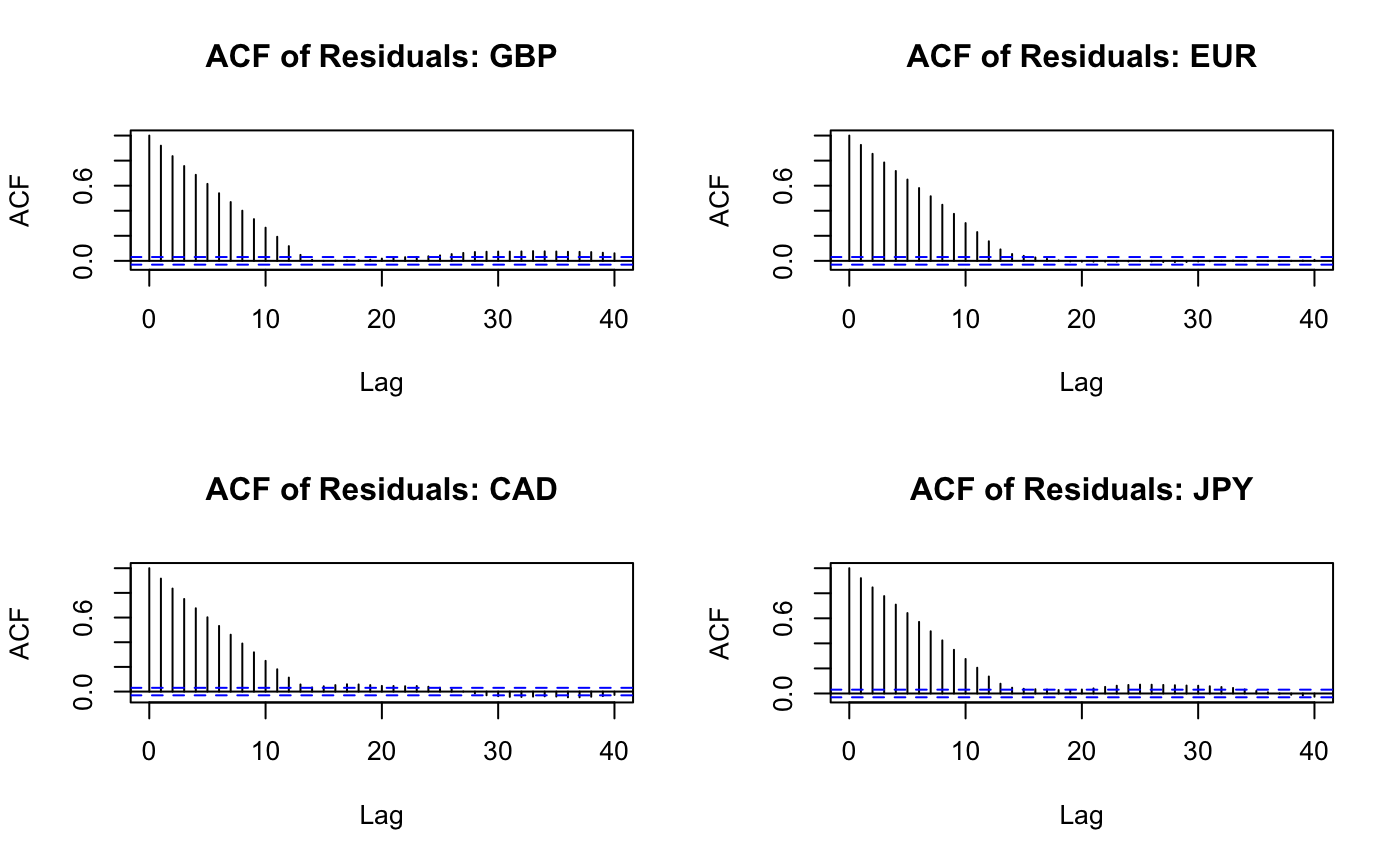 ACF of Residuals: GBP
ACF
0.6
0.0
0 10 20 30 40
Lag
ACF of Residuals: EUR
ACF
0.6
0.0
0 10 20 30 40
Lag
ACF of Residuals: CAD
ACF
0.6
0.0
0 10 20 30 40
Lag
ACF of Residuals: JPY
ACF
0.6
0.0
0 10 20 30 40
Lag